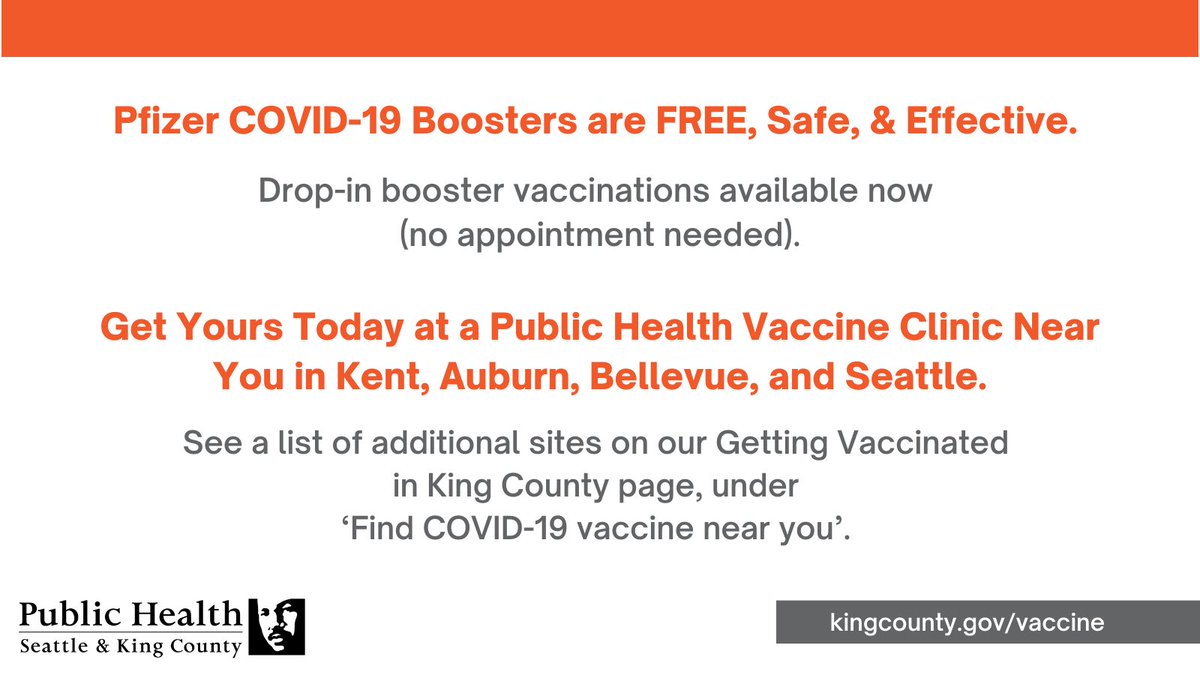 Pfizer COVID-19 Boosters are FREE, Safe, & Effective.
Drop-in booster vaccinations available now
(no appointment needed).
Get Yours Today at a Public Health Vaccine Clinic Near
You in Kent, Auburn, Bellevue, and Seattle.
See a list of additional sites on our Getting Vaccinated
in King County page, under
‘Find COVID-19 vaccine near you’.
Public Health
Seattle & King County
kingcounty.gov/vaccine